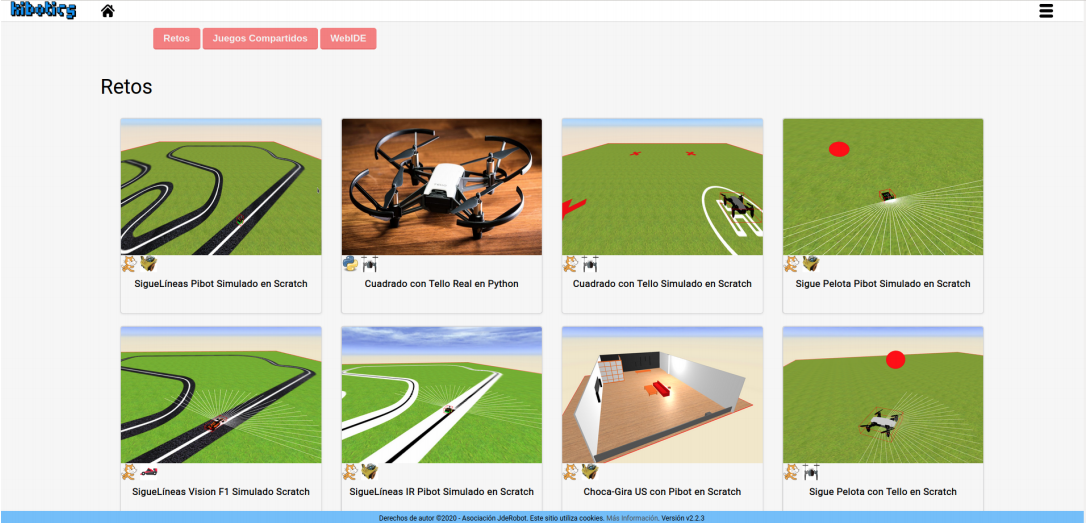 kibotics
Retos
Juegos Compartidos
WebIDE
Retos
SigueLíneas Pibot Simulado en Scratch
Cuadrado con Tello Real en Python
Cuadrado con Tello Simulado en Scratch
Sigue Pelota Pibot Simulado en Scratch
SigueLíneas Vision F1 Simulado Scratch
SigueLíneas IR Pibot Simulado en Scratch
Choca-Gira US con Pibot en Scratch
Sigue Pelota con Tello en Scratch
Derechos de autor ©2020 - Asociación JdeRobot. Este sitio utiliza cookies. Más Información. Versión v2.2.3